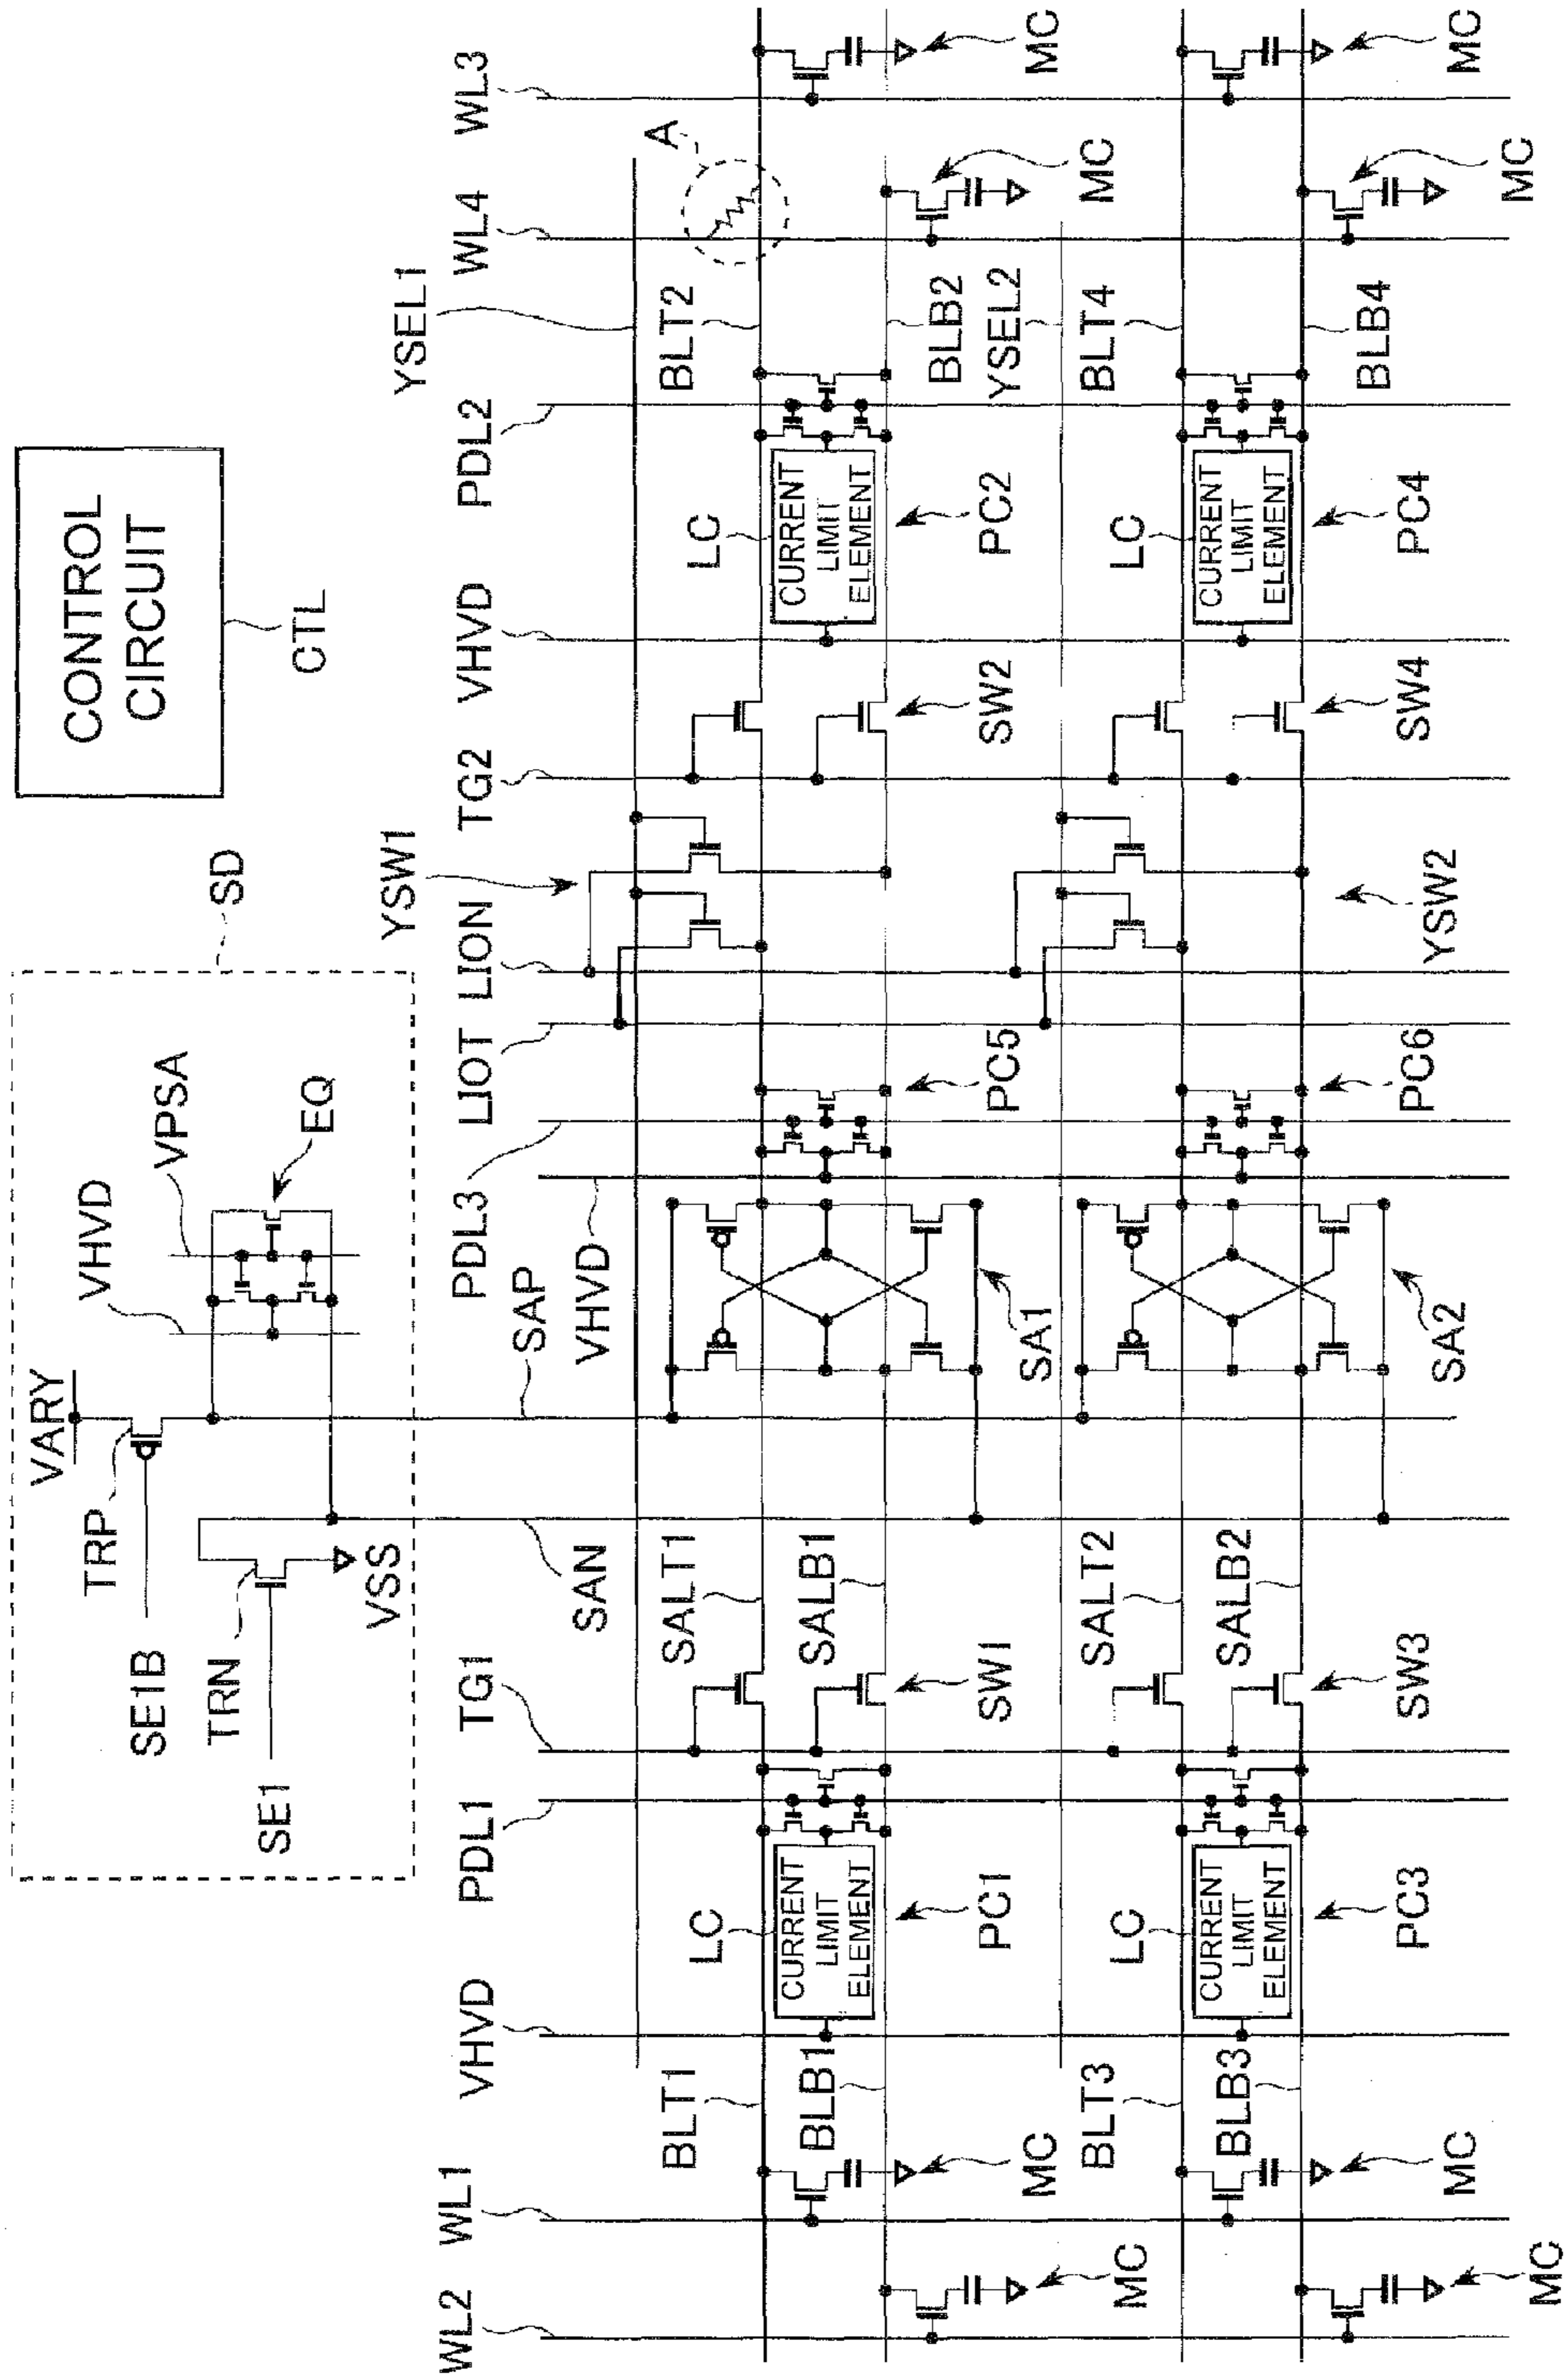 CONTROL
CIRCUIT
CTL
SD
VARY
TRP
SE1B
TRN
SE1
VSS
VHVD
VPSA
EQ
WL2
WL1
VHVD
PDL1
TG1
SAN
SAP
VHVD
PDL3
LIOT
LION
YSW1
TG2
VHVD
PDL2
YSEL1
WL4
WL3
A
BLT1
LC
SALT1
LC
BLT2
CURRENT
LIMIT
ELEMENT
CURRENT
LIMIT
ELEMENT
BLB1
SALB1
BLB2
MC
MC
PC1
SW1
SA1
PC5
SW2
PC2
YSEL2
MC
MC
BLT3
LC
SALT2
LC
BLT4
CURRENT
LIMIT
ELEMENT
CURRENT
LIMIT
ELEMENT
BLB3
SALB2
BLB4
MC
MC
PC3
SW3
SA2
PC6
YSW2
SW4
PC4
MC
MC